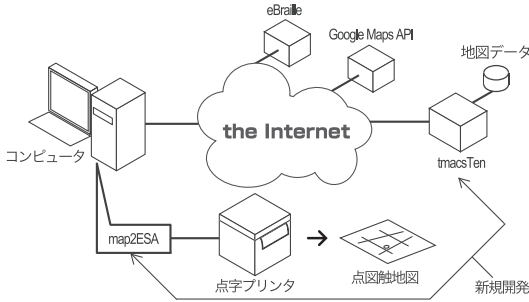 eBraille
Google Maps API
地図データ
the Internet
コンピュータ
tmacsTen
map2ESA
点字プリンタ
点図触地図
新規開発